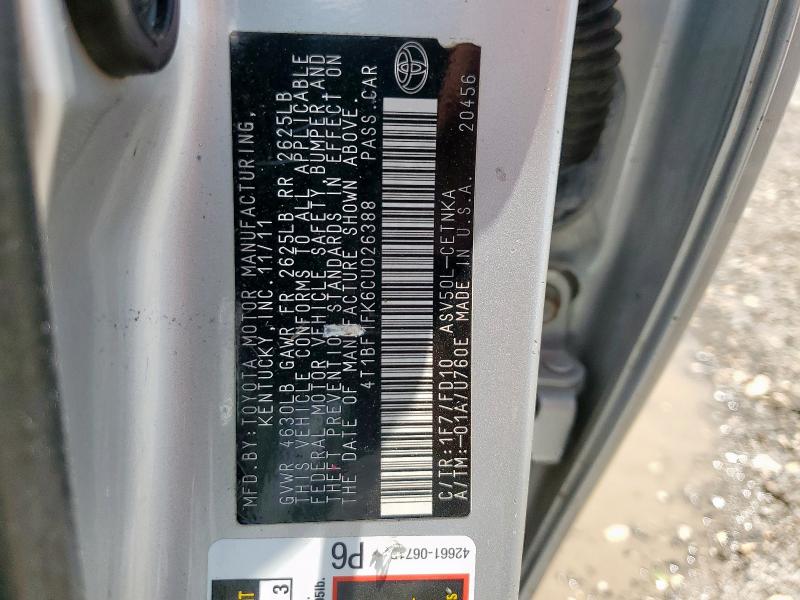 MFD.BY:TOYOTA MOTOR MANUFACTURING,
KENTUCKY, INC. 11/11
GVWR 4630LB GAWR FR 2625LB RR 2625LB
THIS VEHICLE CONFORMS TO ALL APPLICABLE
FEDERAL MOTOR VEHICLE SAFETY BUMPER, AND
THEFT PREVENTION STANDARDS IN EFFECT ON
THE DATE OF MANUFACTURE SHOWN ABOVE.
4T1BF1FK6CU026388 PASS.CAR
C/TR:1F7/FD10 ASV50L-CETNKA
A/TM:-01A/U760E MADE IN U.S.A. 20456
P6
3